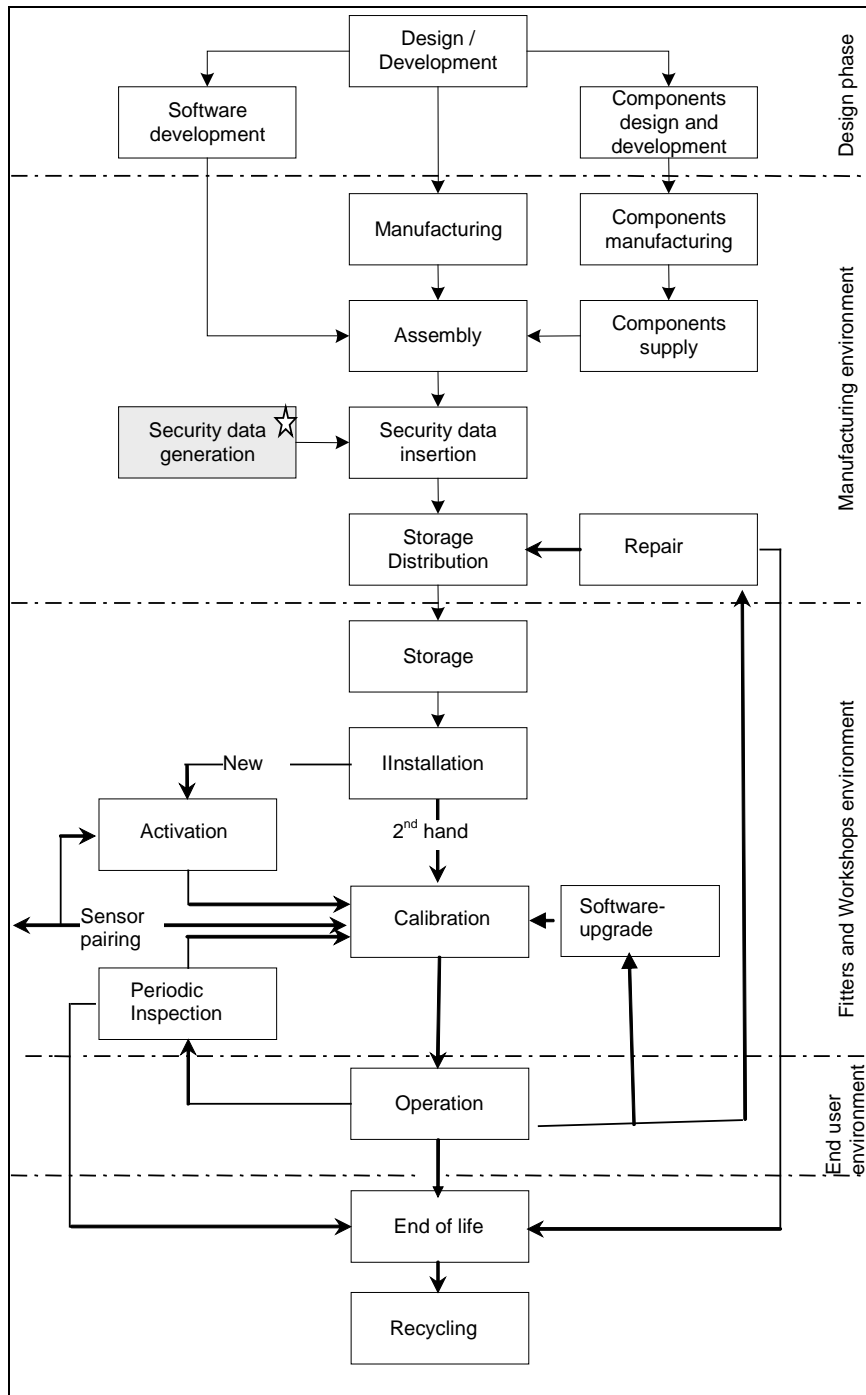 Design /
Development
Software
development
Components
design and
development
Design phase
Manufacturing
Components
manufacturing
Assembly
Components
supply
Security data
generation
Security data
insertion
Storage
Distribution
Repair
Manufacturing environment
Storage
New
IInstallation
Activation
2nd hand
Sensor
pairing
Calibration
Software-
upgrade
Periodic
Inspection
Fitters and Workshops environment
Operation
End user
environment
End of life
Recycling